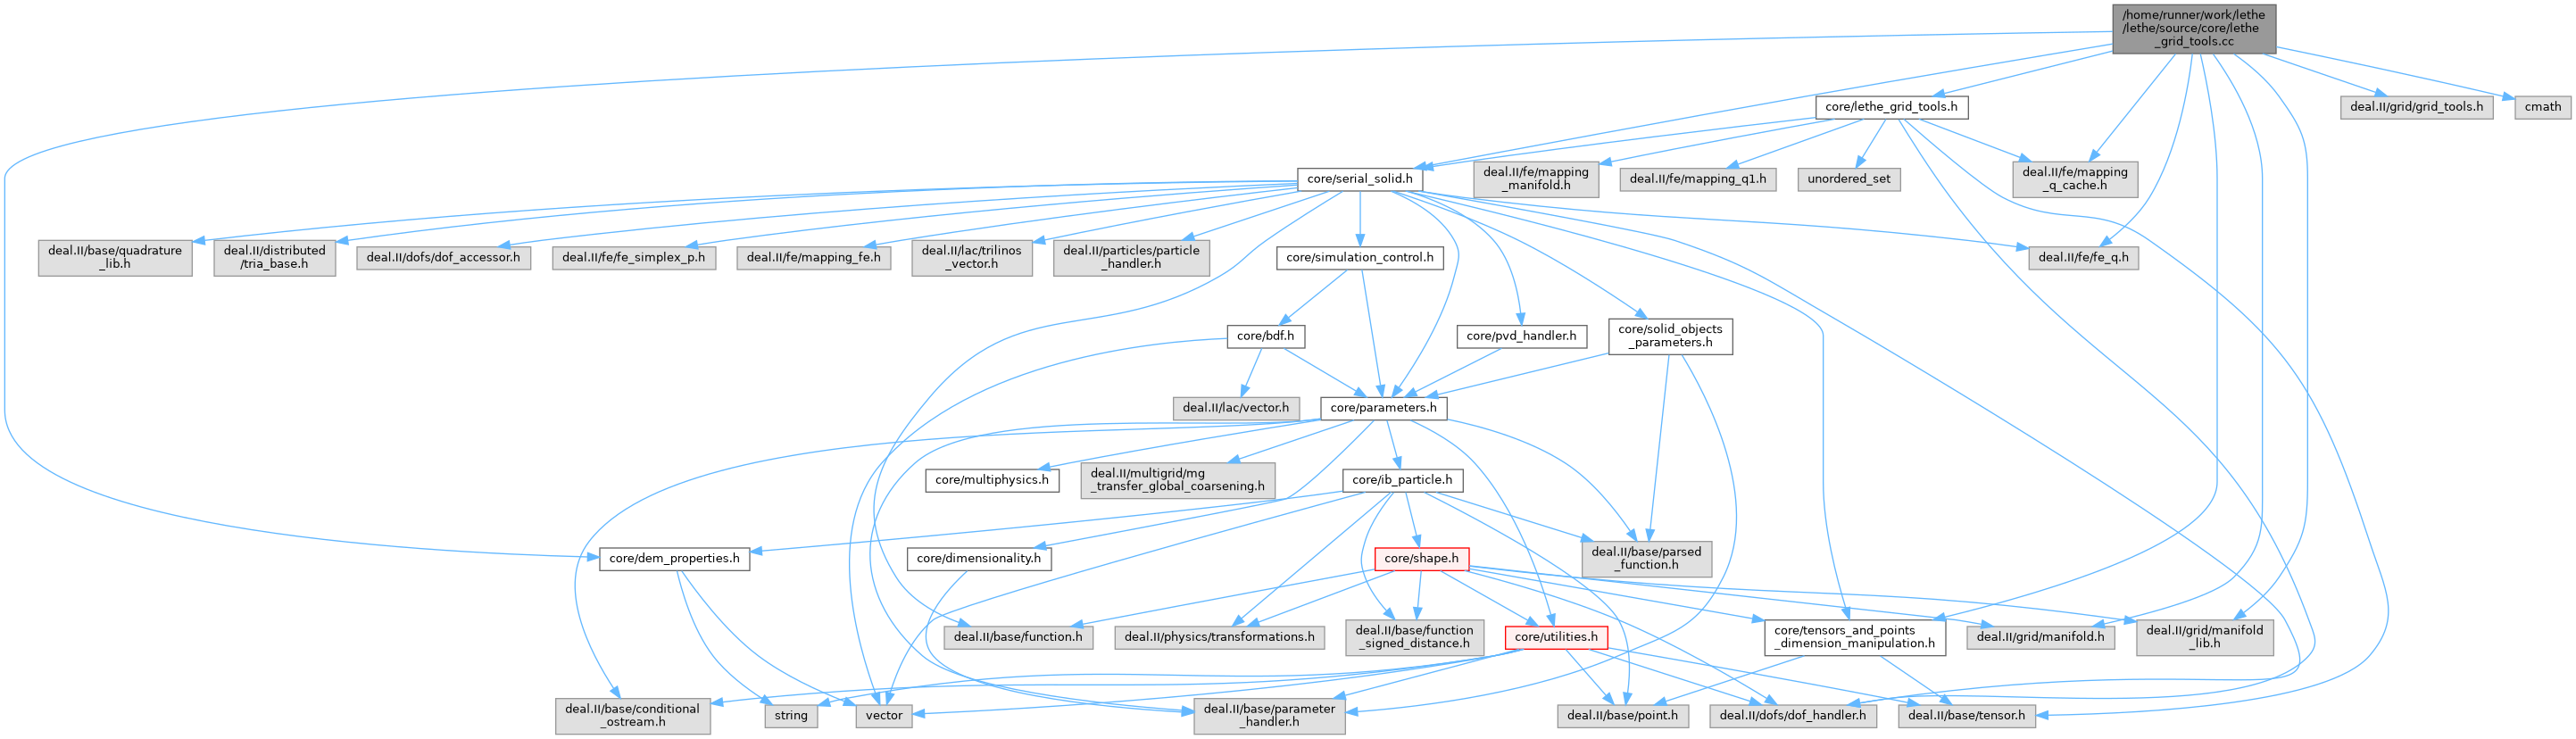 /home/runner/work/lethe
/lethe/source/core/lethe
_grid_tools.cc
core/lethe_grid_tools.h
deal.II/grid/grid_tools.h
cmath
core/serial_solid.h
deal.II/fe/mapping
_manifold.h
deal.II/fe/mapping_q1.h
unordered_set
deal.II/fe/mapping
_q_cache.h
deal.II/base/quadrature
_lib.h
deal.II/distributed
/tria_base.h
deal.II/dofs/dof_accessor.h
deal.II/fe/fe_simplex_p.h
deal.II/fe/mapping_fe.h
deal.II/lac/trilinos
_vector.h
deal.II/particles/particle
_handler.h
core/simulation_control.h
deal.II/fe/fe_q.h
core/bdf.h
core/pvd_handler.h
core/solid_objects
_parameters.h
deal.II/lac/vector.h
core/parameters.h
core/multiphysics.h
deal.II/multigrid/mg
_transfer_global_coarsening.h
core/ib_particle.h
core/dem_properties.h
core/dimensionality.h
core/shape.h
deal.II/base/parsed
_function.h
deal.II/base/function.h
deal.II/physics/transformations.h
deal.II/base/function
_signed_distance.h
core/utilities.h
core/tensors_and_points
_dimension_manipulation.h
deal.II/grid/manifold.h
deal.II/grid/manifold
_lib.h
deal.II/base/conditional
_ostream.h
string
vector
deal.II/base/parameter
_handler.h
deal.II/base/point.h
deal.II/dofs/dof_handler.h
deal.II/base/tensor.h